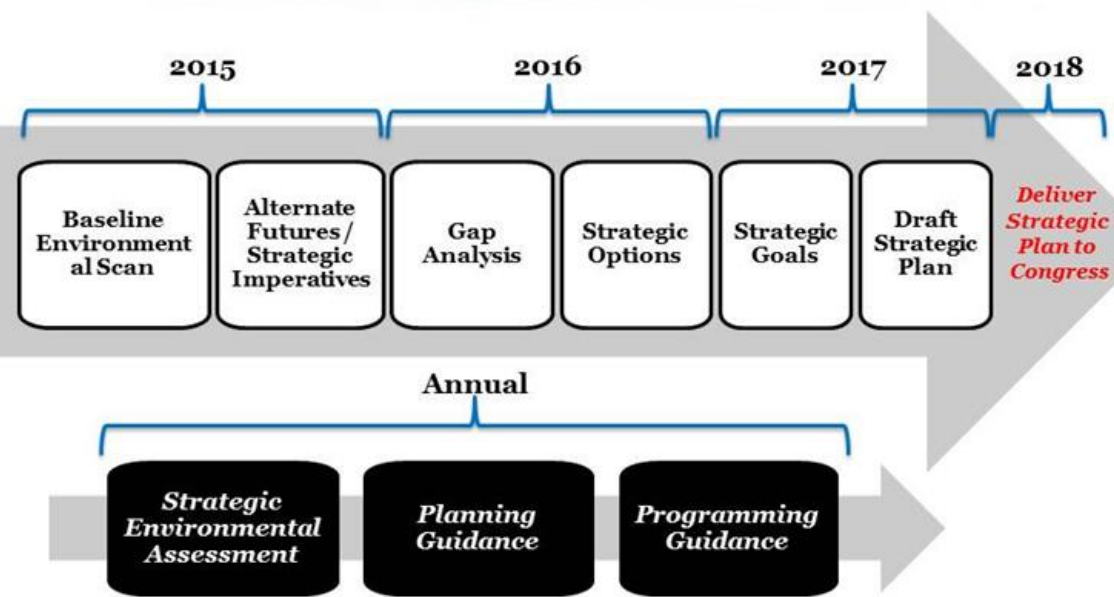 2015
2016
2017
2018
Baseline
Environment
al Scan
Alternate
Futures /
Strategic
Imperatives
Gap
Analysis
Strategic
Options
Strategic
Goals
Draft
Strategic
Plan
Deliver
Strategic
Plan to
Congress
Annual
Strategic
Environmental
Assessment
Planning
Guidance
Programming
Guidance